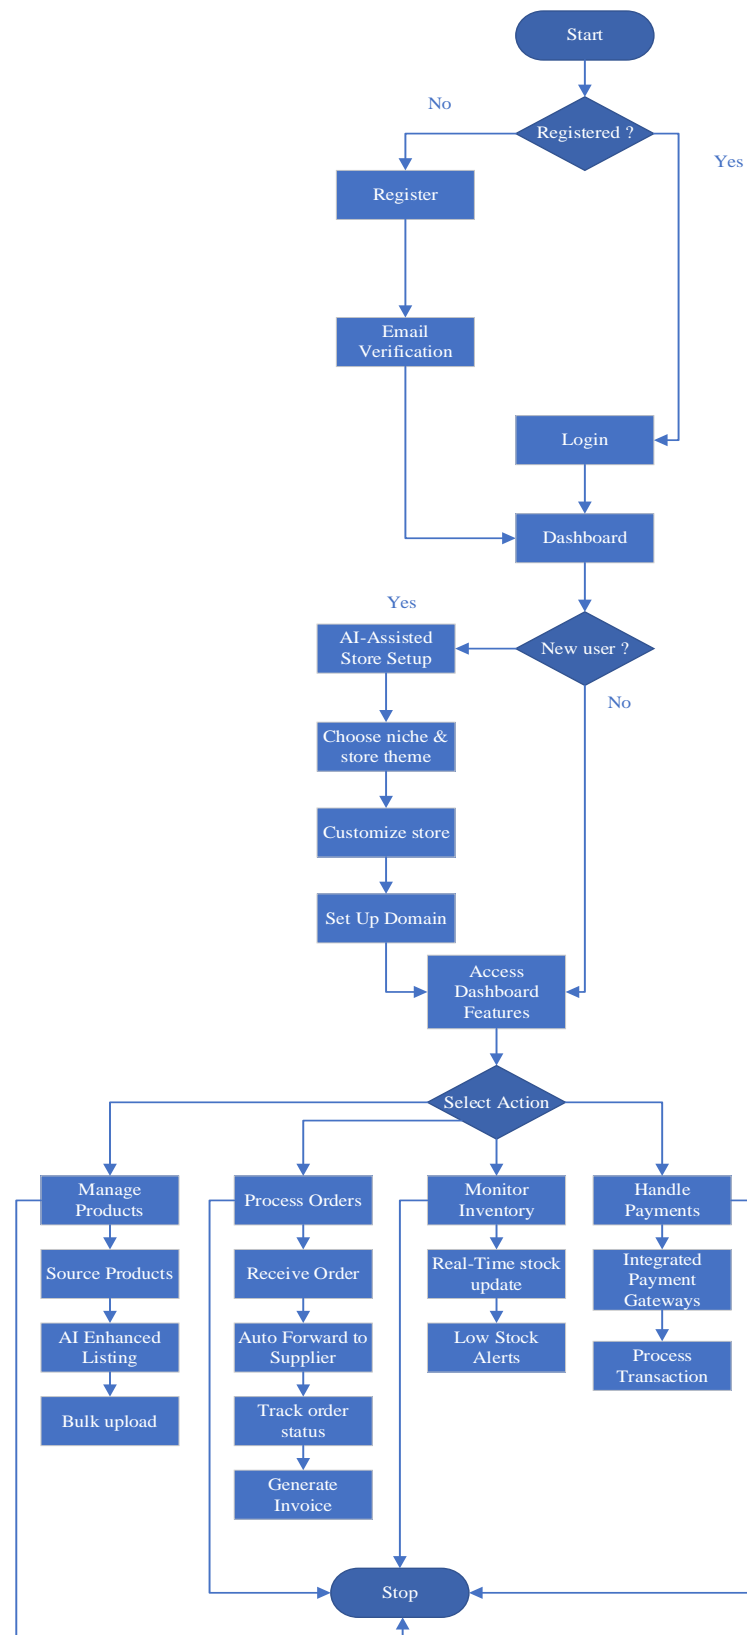 Start
No
Registered ?
Yes
Register
Email
Verification
Login
Dashboard
Yes
AI-Assisted
Store Setup
New user ?
No
Choose niche &
store theme
Customize store
Set Up Domain
Access
Dashboard
Features
Select Action
Manage
Products
Process Orders
Monitor
Inventory
Handle
Payments
Source Products
Receive Order
Real-Time stock
update
Integrated
Payment
Gateways
AI Enhanced
Listing
Auto Forward to
Supplier
Low Stock
Alerts
Process
Transaction
Bulk upload
Track order
status
Generate
Invoice
Stop